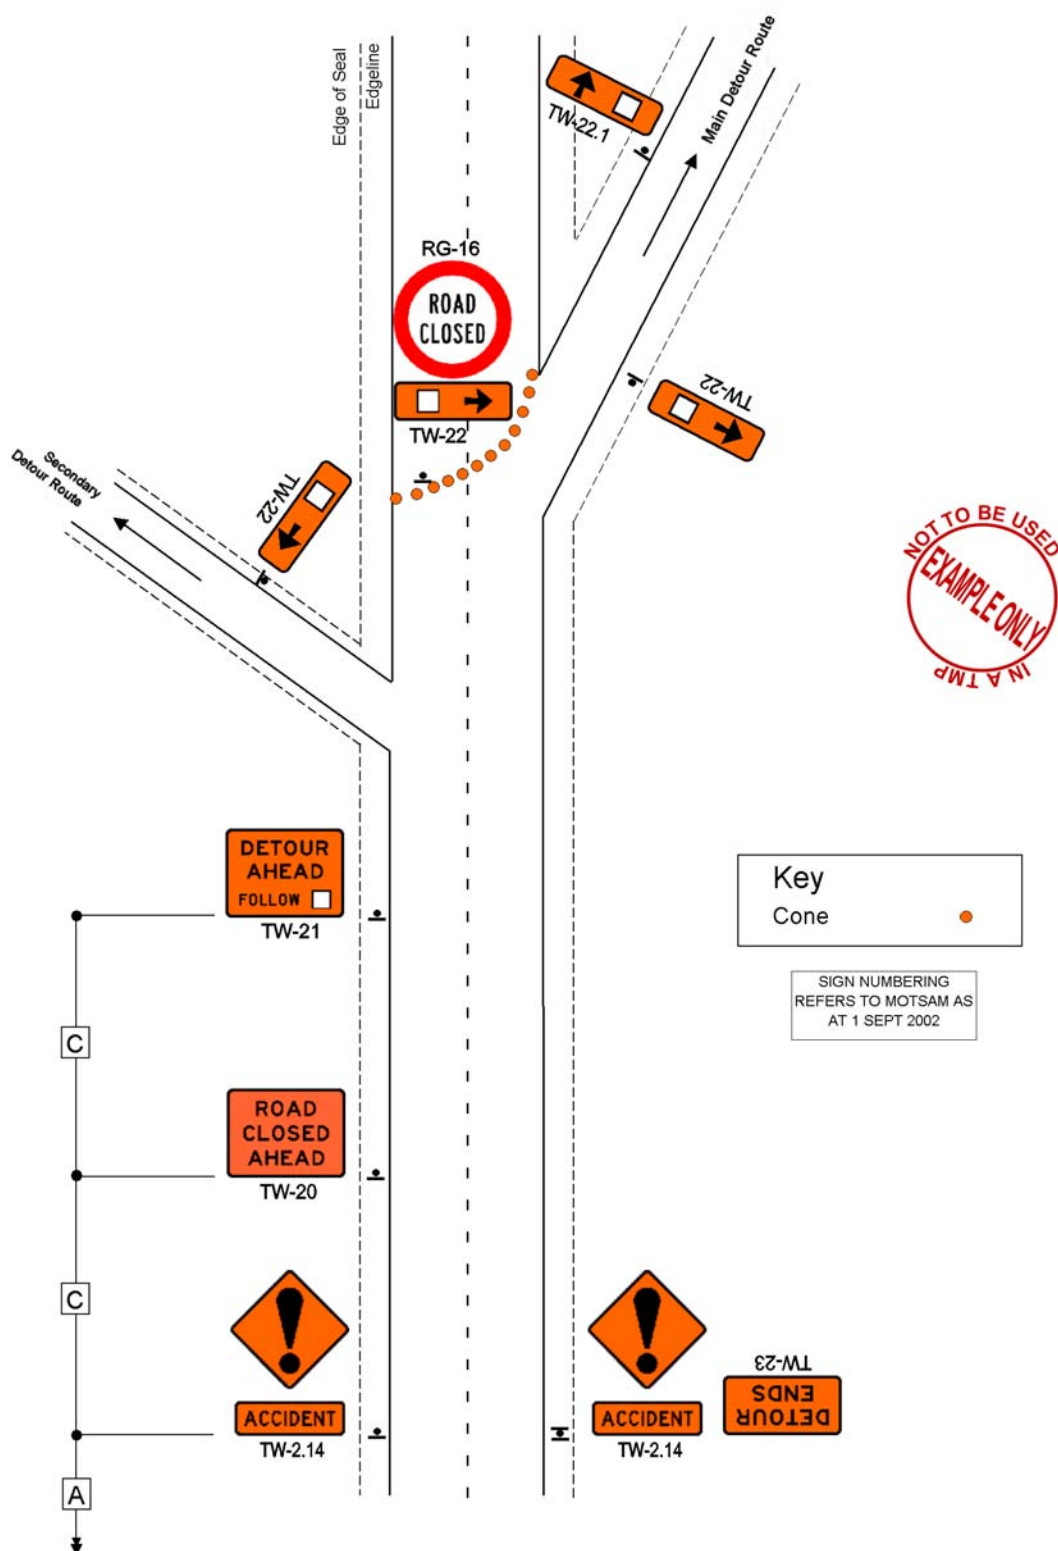 Edge of Seal
Edgeline
TW-22.1
Main Detour Route
RG-16
ROAD
CLOSED
TW-22
TW-22
Secondary
Detour Route
TW-22
NOT TO BE USED
EXAMPLE ONLY
IN A TMP
DETOUR
AHEAD
FOLLOW
TW-21
Key
Cone
SIGN NUMBERING
REFERS TO MOTSAM AS
AT 1 SEPT 2002
C
ROAD
CLOSED
AHEAD
TW-20
C
ACCIDENT
TW-2.14
ACCIDENT
TW-2.14
DETOUR
ENDS
TW-23
A